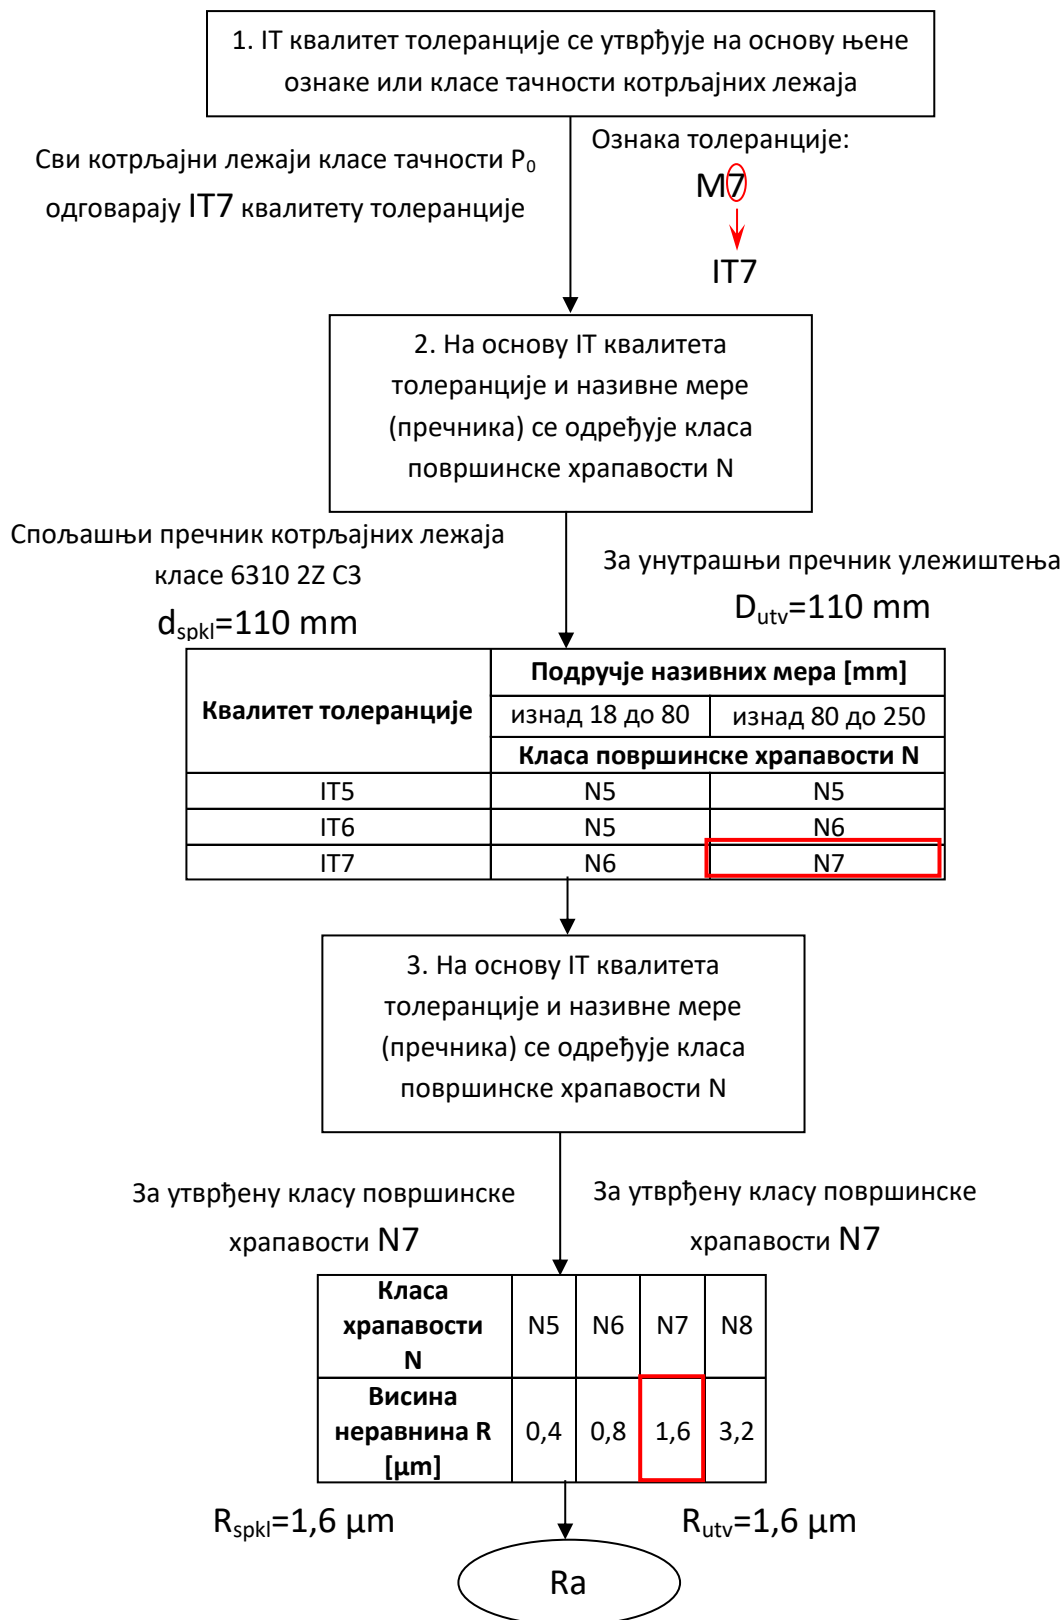 1. IT квалитет толеранције се утврђује на основу њене
ознаке или класе тачности котрљајних лежаја
Сви котрљајни лежаји класе тачности P0
одговарају IT7 квалитету толеранције
Ознака толеранције:
M7
IT7
2. На основу IT квалитета
толеранције и називне мере
(пречника) се одређује класа
површинске храпавости N
Спољашњи пречник котрљајних лежаја
класе 6310 2Z C3
dspkl=110 mm
За унутрашњи пречник улежиштења
Dutv=110 mm
Квалитет толеранције
Подручје називних мера [mm]
изнад 18 до 80
изнад 80 до 250
Класа површинске храпавости N
IT5 N5 N5
IT6 N5 N6
IT7 N6 N7
3. На основу IT квалитета
толеранције и називне мере
(пречника) се одређује класа
површинске храпавости N
За утврђену класу површинске
храпавости N7
За утврђену класу површинске
храпавости N7
Класа
храпавости
N
N5 N6 N7 N8
Висина
неравнина R
[μm]
0,4 0,8 1,6 3,2
Rspkl=1,6 μm
Rutv=1,6 μm
Ra